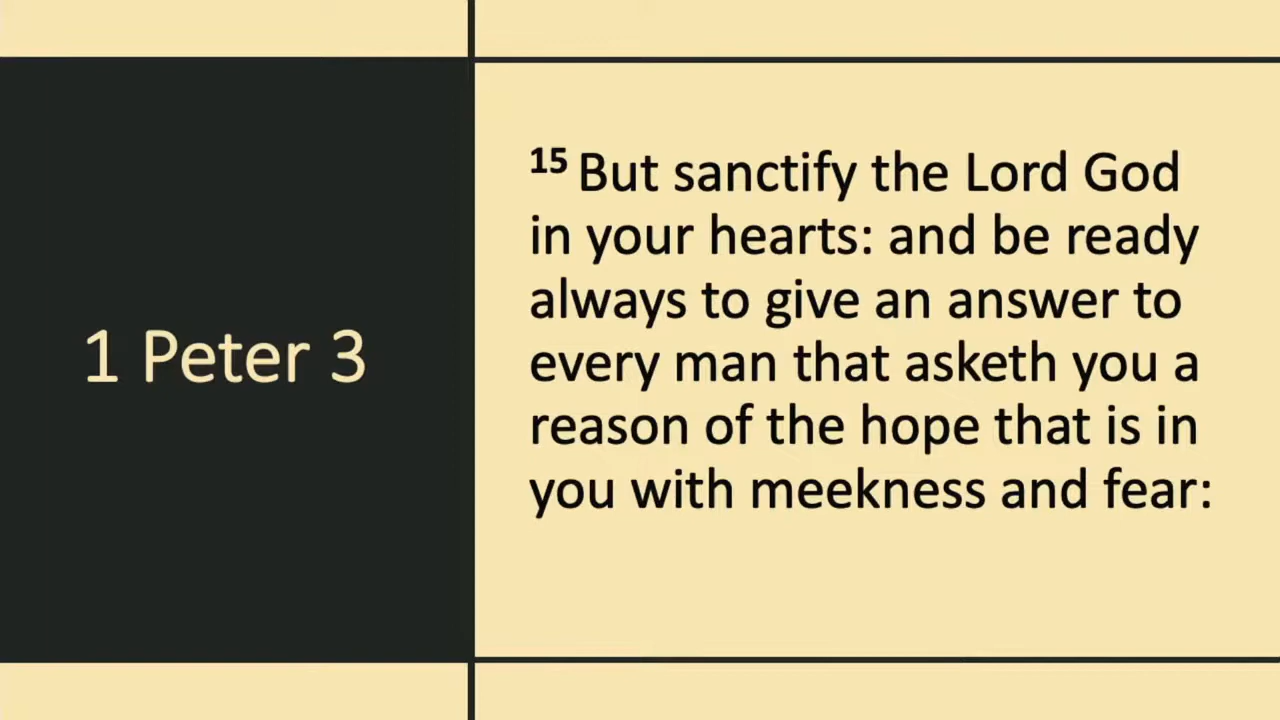 1 Peter 3
15 But sanctify the Lord God
in your hearts: and be ready
always to give an answer to
every man that asketh you a
reason of the hope that is in
you with meekness and fear: